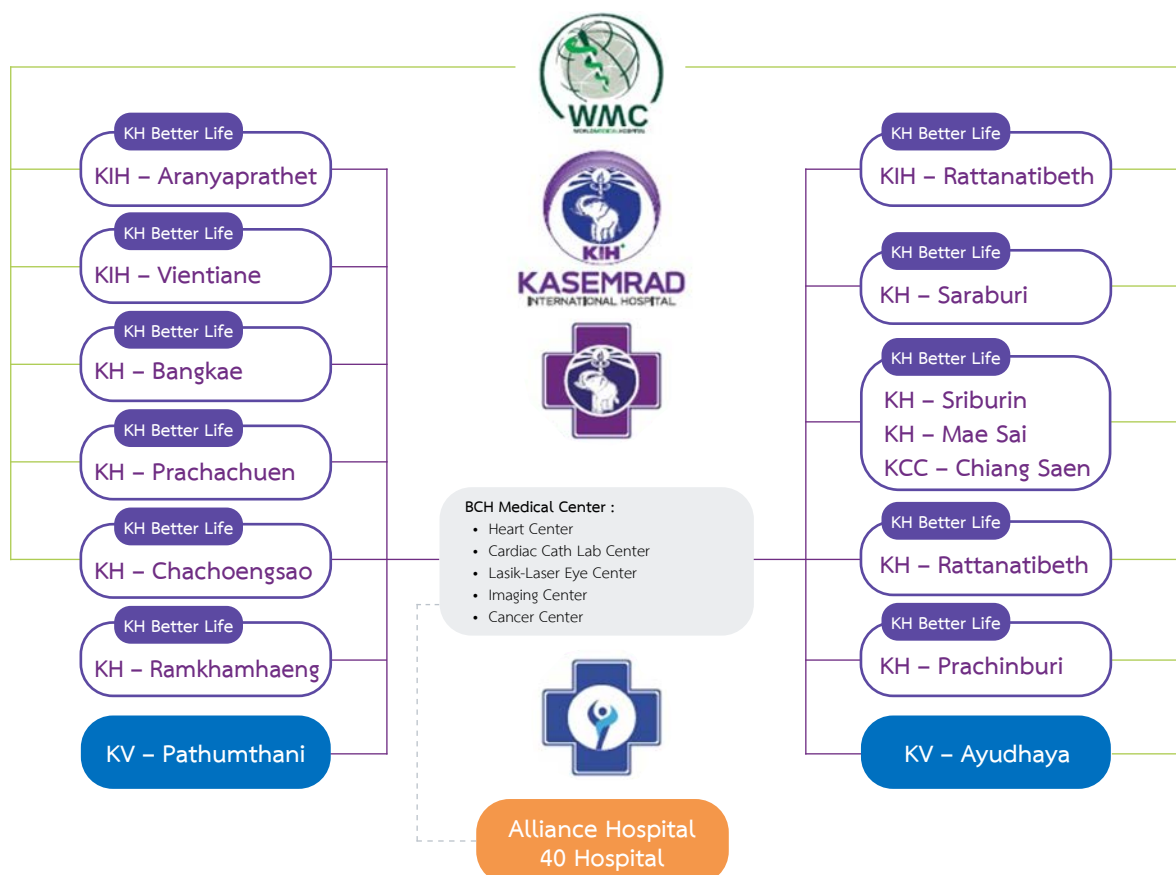 WMC
WORLD MEDICAL HOSPITAL
KIH
KASEMRAD
INTERNATIONAL HOSPITAL
KH Better Life
KIH – Aranyaprathet
KH Better Life
KIH – Vientiane
KH Better Life
KH – Bangkae
KH Better Life
KH – Prachachuen
KH Better Life
KH – Chachoengsao
KH Better Life
KH – Ramkhamhaeng
KV – Pathumthani
BCH Medical Center :
• Heart Center
• Cardiac Cath Lab Center
• Lasik-Laser Eye Center
• Imaging Center
• Cancer Center
Alliance Hospital
40 Hospital
KH Better Life
KIH – Rattanatibeth
KH Better Life
KH – Saraburi
KH Better Life
KH – Sriburin
KH – Mae Sai
KCC – Chiang Saen
KH Better Life
KH – Rattanatibeth
KH Better Life
KH – Prachinburi
KV – Ayudhaya